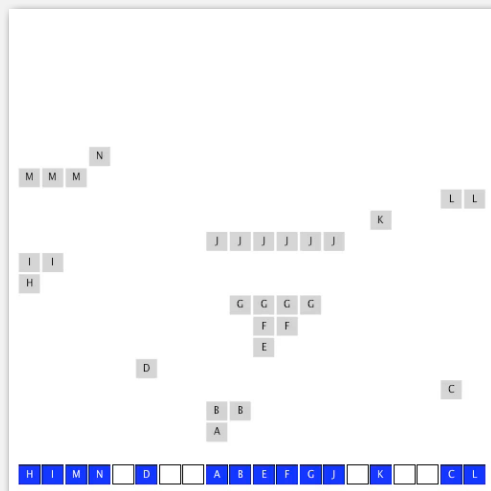 N
M M M
L L
K
J J J J J J
I I
H
G G G G
F F
E
D
C
B B
A
H I M N D A B E F G J K C L